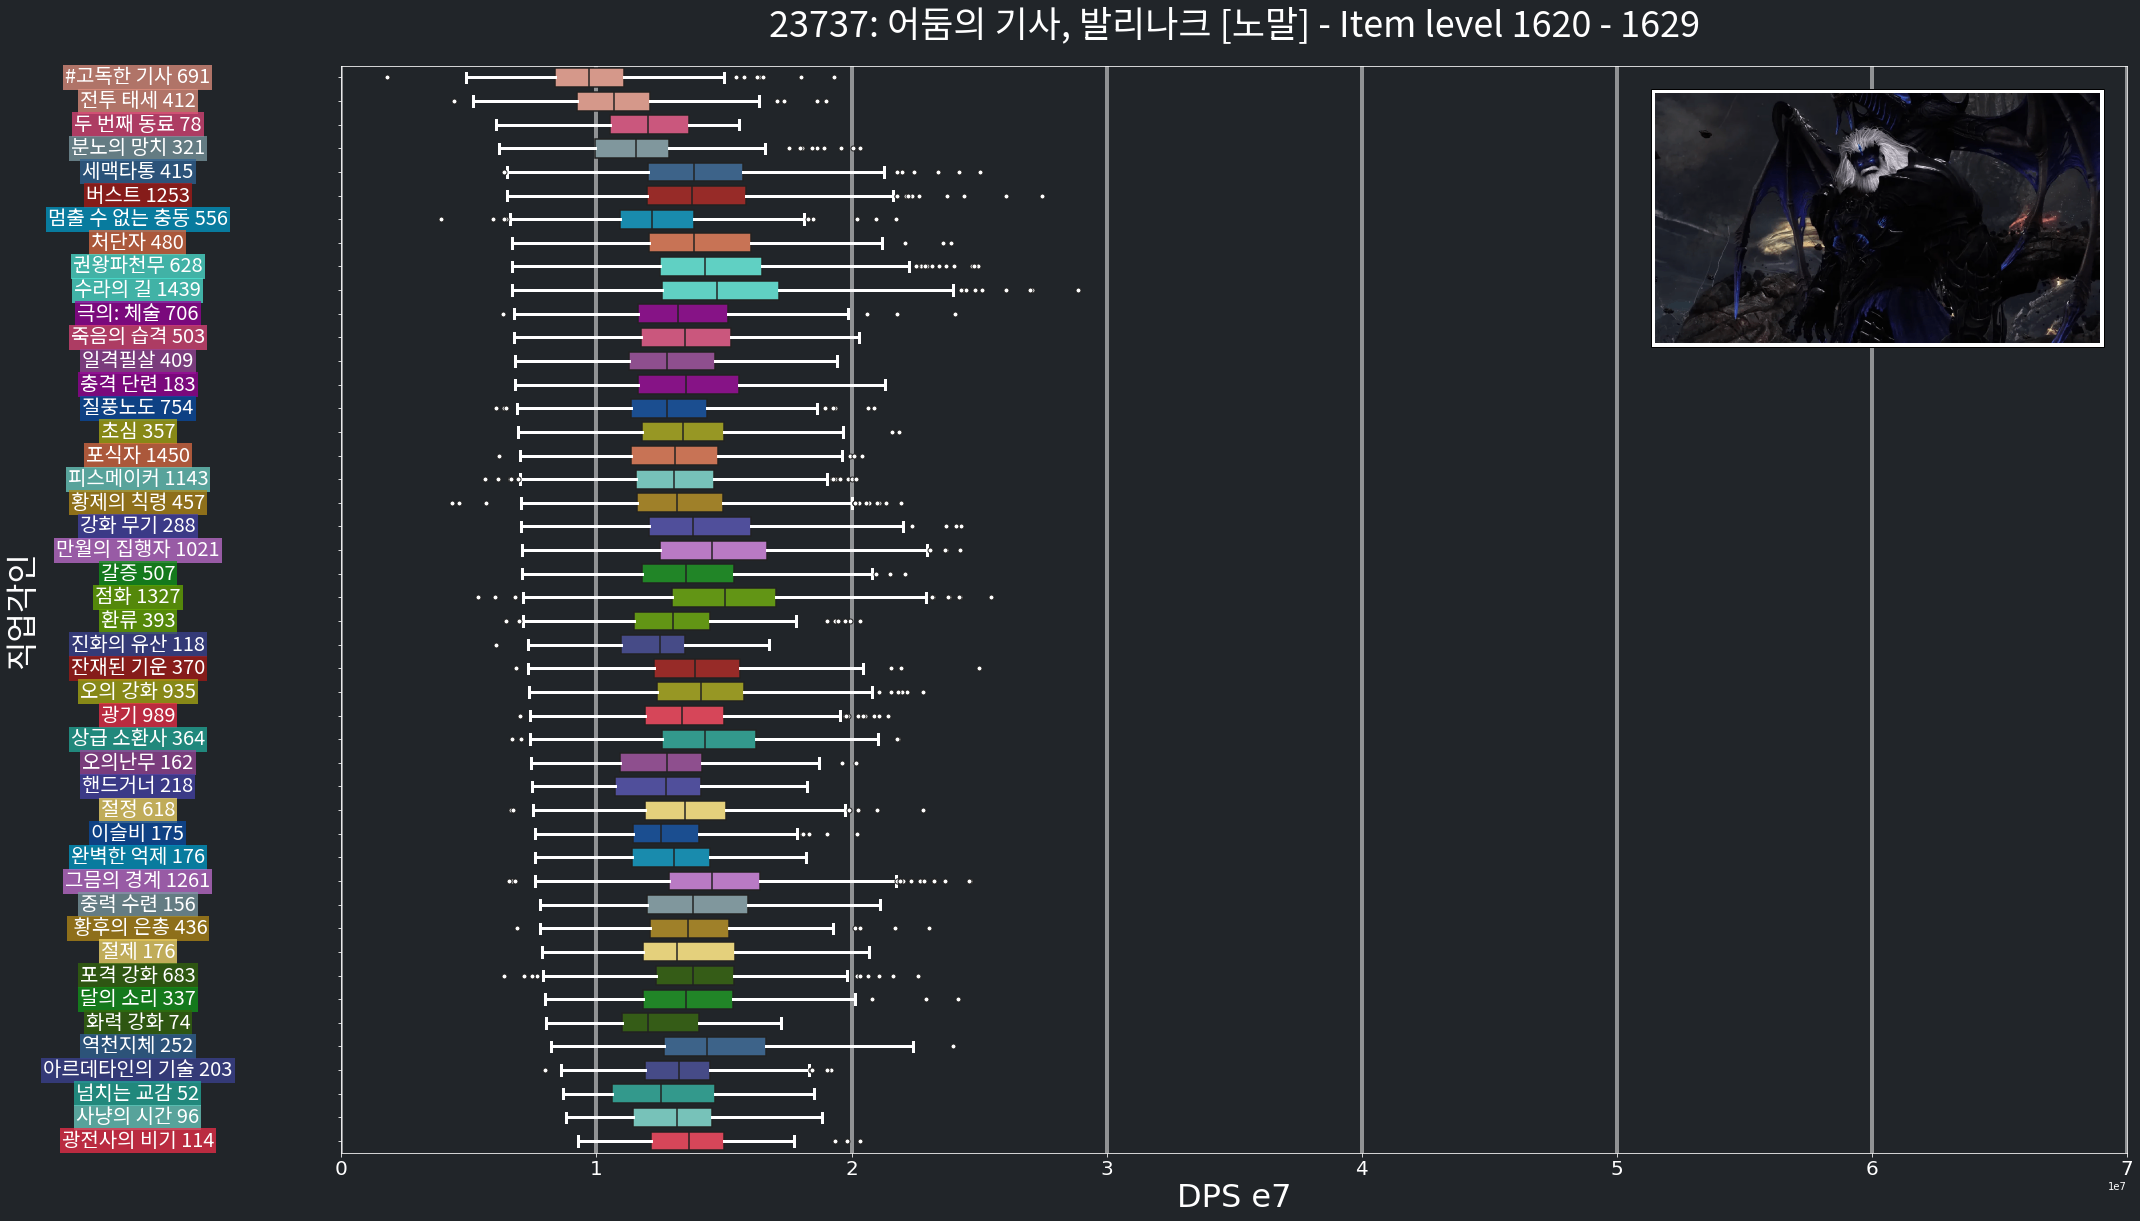 23737: 어둠의 기사, 발리나크 [노말] - Item level 1620 - 1629
#고독한 기사 691
전투 태세 412
두 번째 동료 78
분노의 망치 321
세맥타통 415
버스트 1253
멈출 수 없는 충동 556
처단자 480
권왕파천무 628
수라의 길 1439
극의: 체술 706
죽음의 습격 503
일격필살 409
충격 단련 183
질풍노도 754
초심 357
포식자 1450
피스메이커 1143
황제의 칙령 457
강화 무기 288
만월의 집행자 1021
갈증 507
점화 1327
환류 393
진화의 유산 118
잔재된 기운 370
오의 강화 935
광기 989
상급 소환사 364
오의난무 162
핸드거너 218
절정 618
이슬비 175
완벽한 억제 176
그믐의 경계 1261
중력 수련 156
황후의 은총 436
절제 176
포격 강화 683
달의 소리 337
화력 강화 74
역천지체 252
아르데타인의 기술 203
넘치는 교감 52
사냥의 시간 96
광전사의 비기 114
직업각인
0 1 2 3 4 5 6 7
DPS e7
1e7